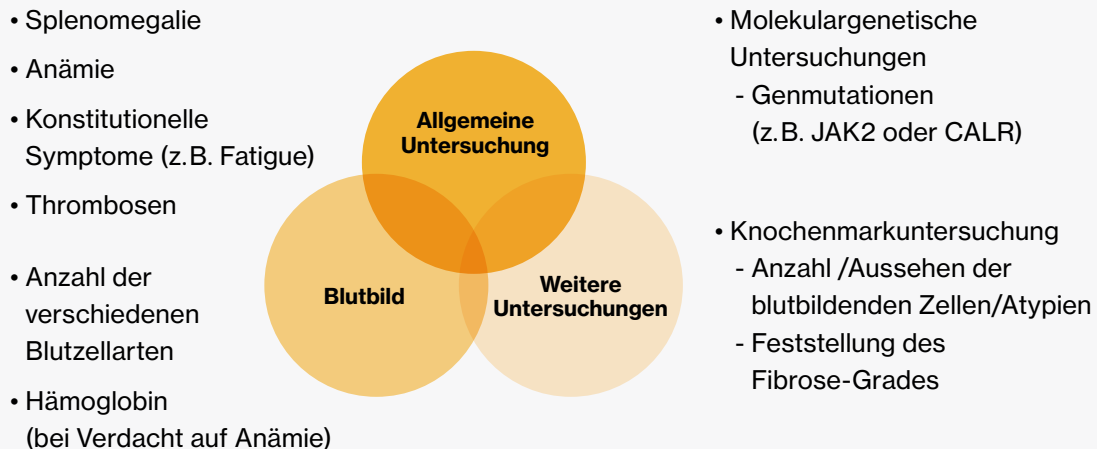 • Splenomegalie
• Anämie
• Konstitutionelle
Symptome (z.B. Fatigue)
• Thrombosen
• Anzahl der
verschiedenen
Blutzellarten
• Hämoglobin
(bei Verdacht auf Anämie)
Allgemeine
Untersuchung
Blutbild
Weitere
Untersuchungen
• Molekulargenetische
Untersuchungen
- Genmutationen
(z.B. JAK2 oder CALR)
• Knochenmarkuntersuchung
- Anzahl /Aussehen der
blutbildenden Zellen/Atypien
- Feststellung des
Fibrose-Grades